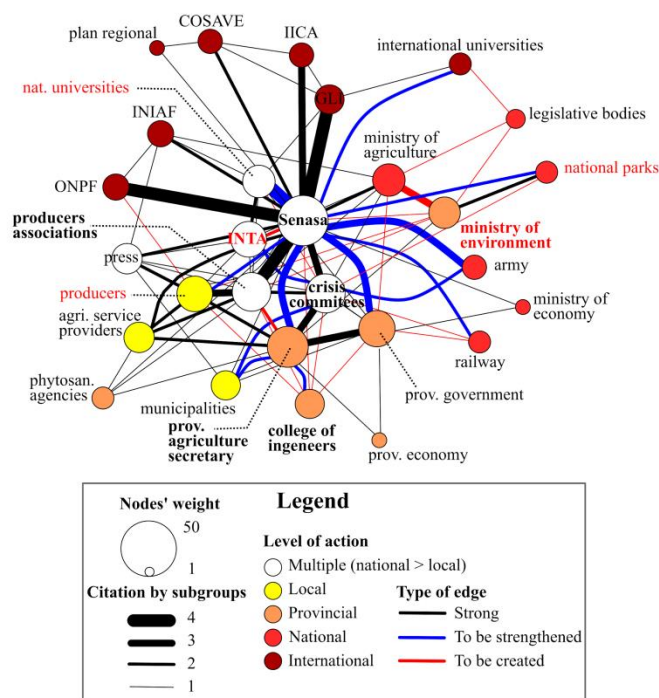 COSAVE
IICA
plan regional
international universities
nat. universities
GLI
legislative bodies
INIAF
ministry of
agriculture
national parks
ONPF
Senasa
producers
associations
INTA
ministry of
environment
press
army
crisis
commitees
producers
ministry of
economy
agri. service
providers
railway
phytosan.
agencies
prov. government
municipalities
prov.
agriculture
secretary
college of
ingeneers
prov. economy
Nodes' weight
Legend
50
1
Level of action
Multiple (national > local)
Citation by subgroups
Local
Type of edge
4
Provincial
Strong
3
National
To be strengthened
2
International
To be created
1